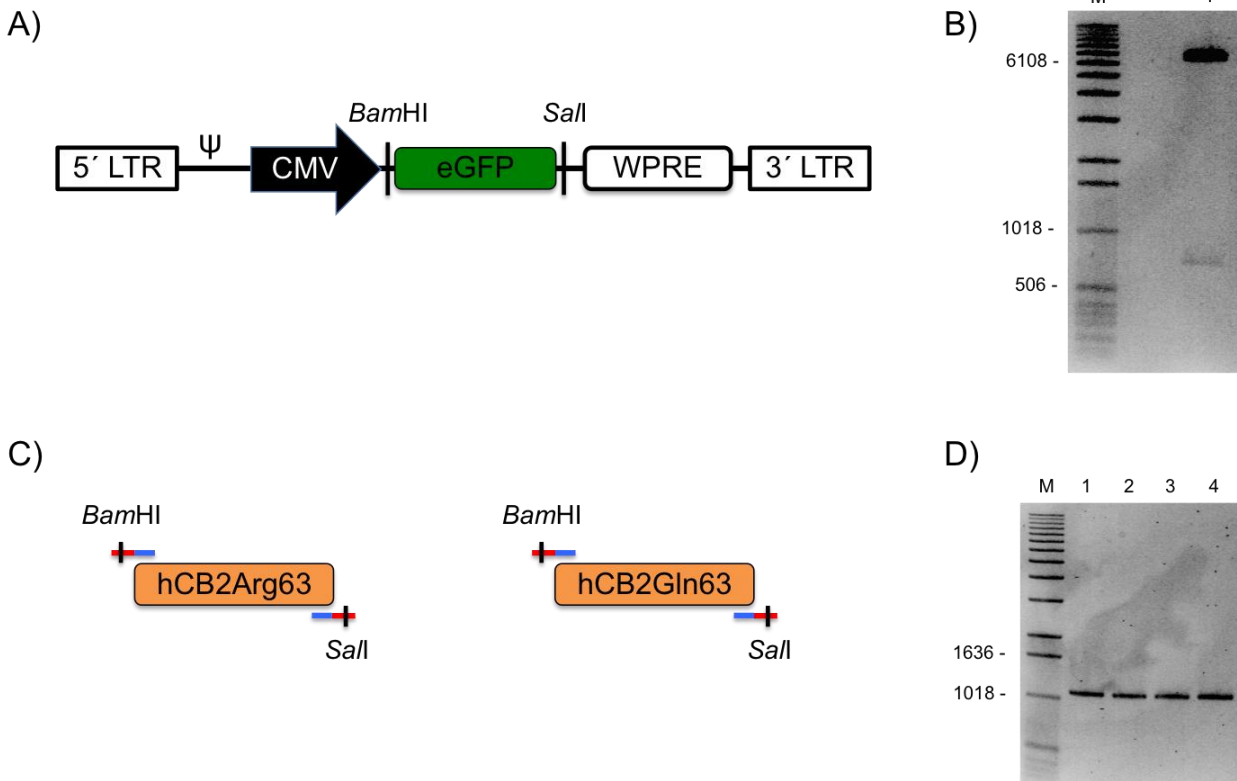 A)
BamHI
SalI
5´ LTR
Ψ
CMV
eGFP
WPRE
3´ LTR
B)
M
6108 -
1018 -
506 -
C)
BamHI
hCB2Arg63
SalI
BamHI
hCB2Gln63
SalI
D)
M 1 2 3 4
1636 -
1018 -